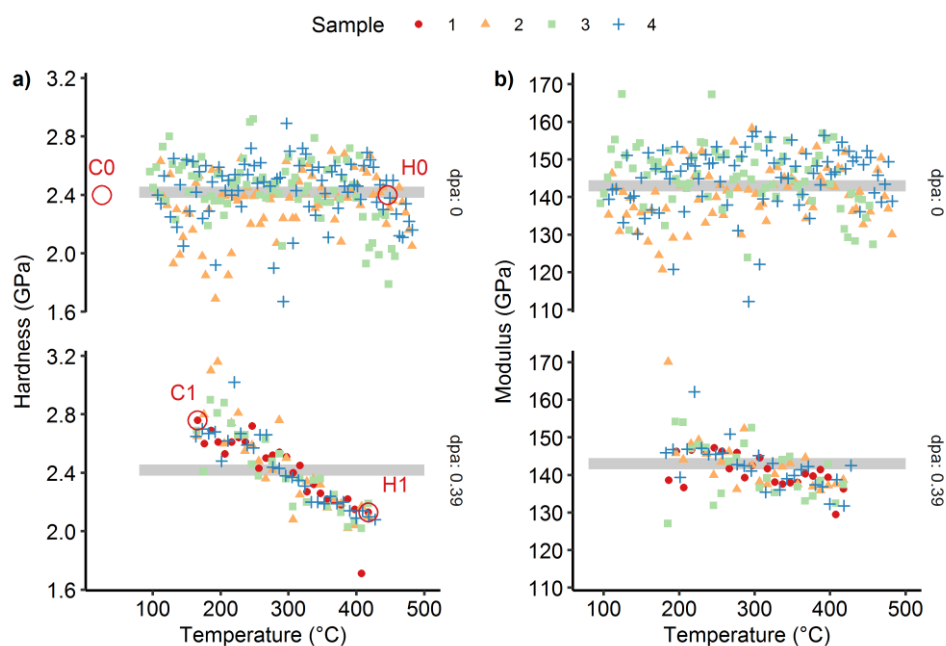 Sample 1 2 3 4
a)
Hardness (GPa)
3.2
2.8
2.4
2.0
1.6
C0
H0
dpa: 0
3.2
2.8
2.4
2.0
1.6
C1
H1
dpa: 0.39
100 200 300 400 500
Temperature (°C)
b)
Modulus (GPa)
170
160
150
140
130
120
110
dpa: 0
170
160
150
140
130
120
110
dpa: 0.39
100 200 300 400 500
Temperature (°C)